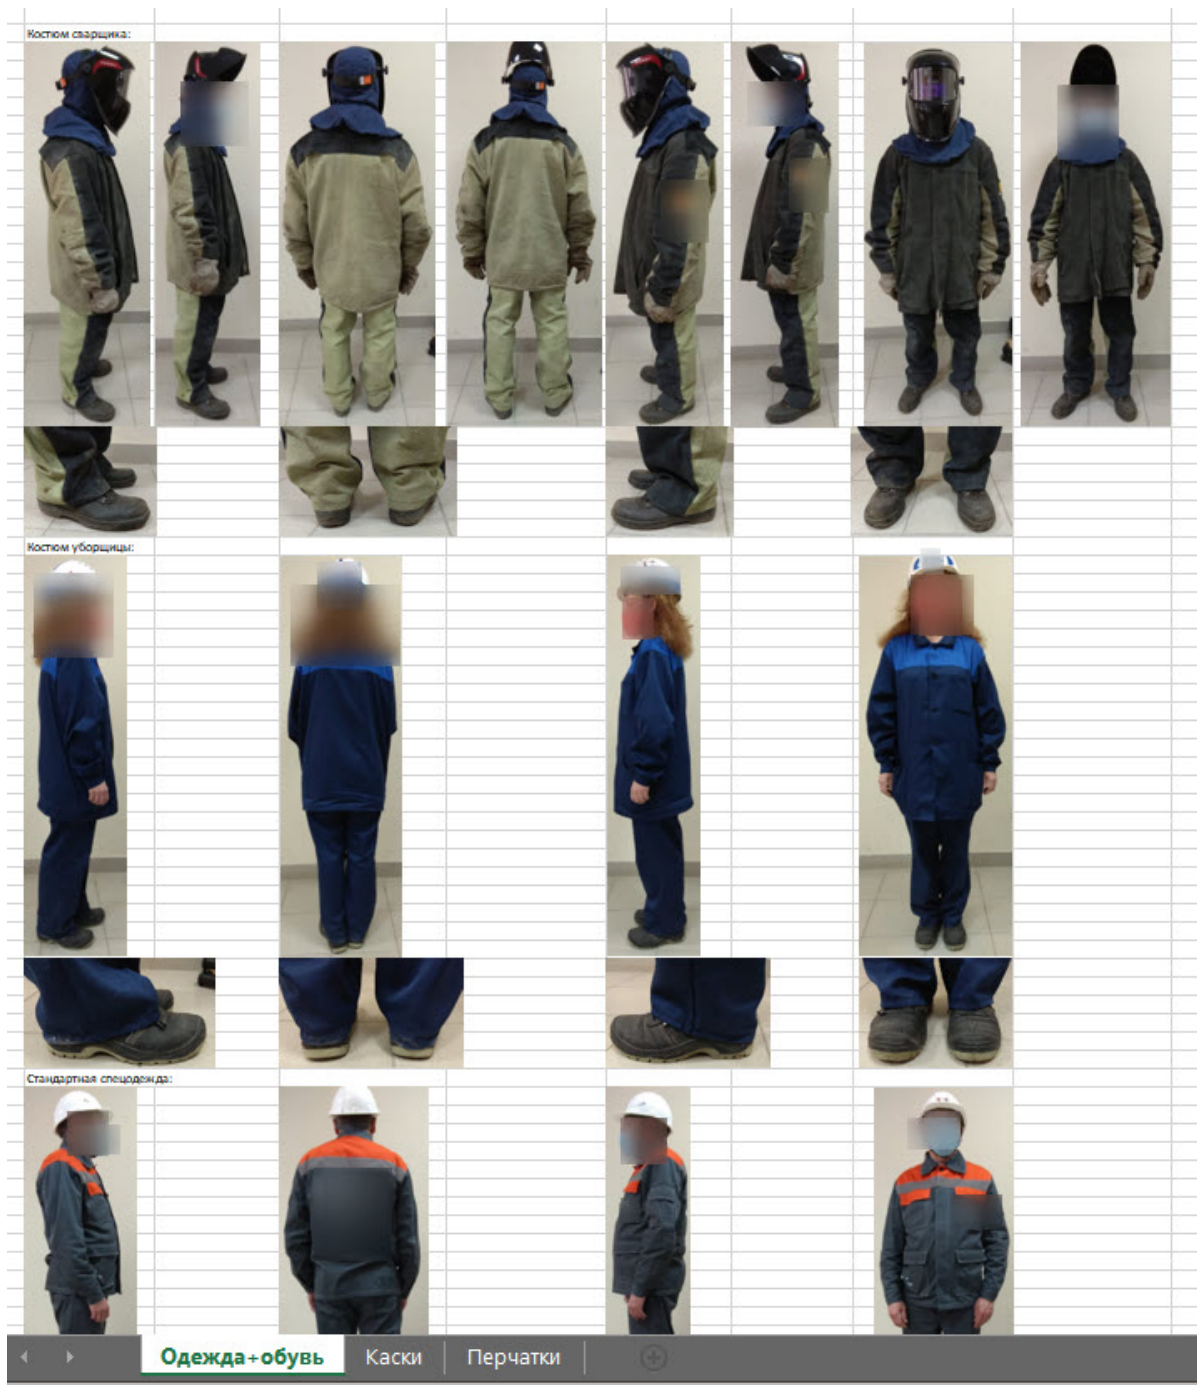 Костюм сварщика:
Костюм уборщицы:
Стандартная спецодежда:
Одежда+обувь Каски Перчатки